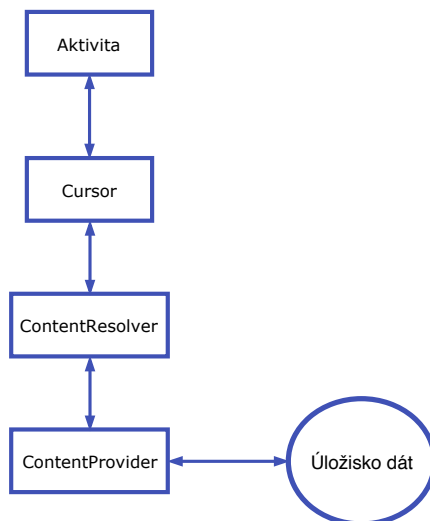 Aktivita
Cursor
ContentResolver
ContentProvider
Úložisko dát